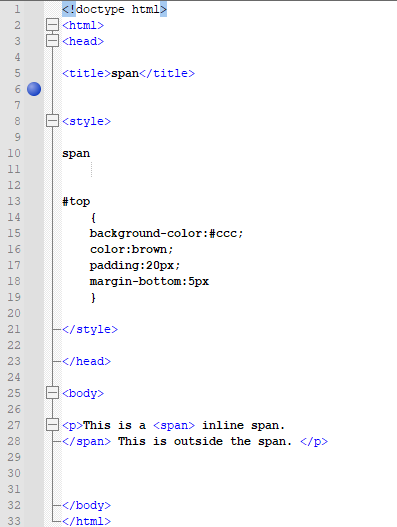 1 <!doctype html>
2 <html>
3 <head>
4
5 <title>span</title>
6
7
8 <style>
9
10 span
11
12
13 #top
14 {
15 background-color:#ccc;
16 color:brown;
17 padding:20px;
18 margin-bottom:5px
19 }
20
21 </style>
22
23 </head>
24
25 <body>
26
27 <p>This is a <span> inline span.
28 </span> This is outside the span. </p>
29
30
31
32 </body>
33 </html>